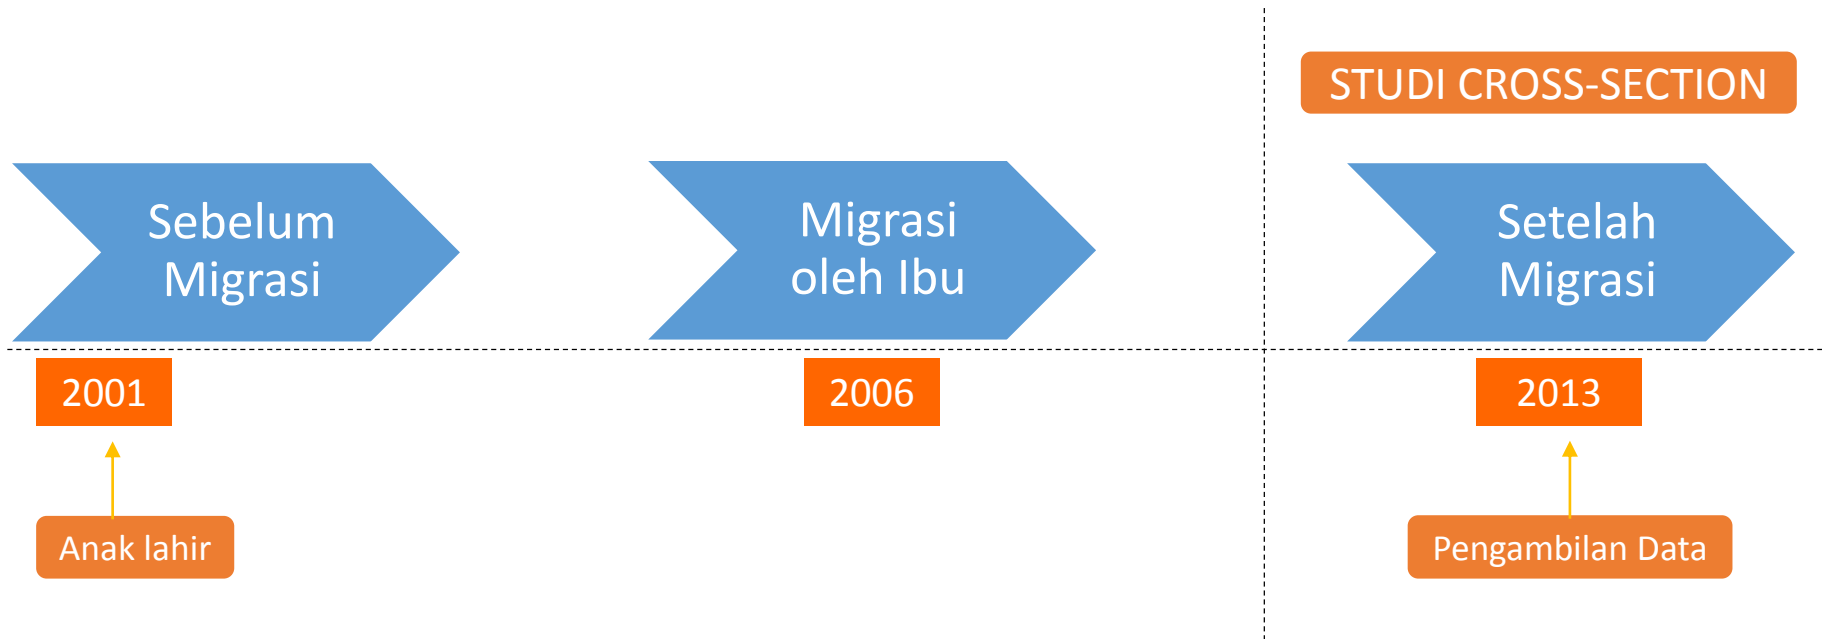 STUDI CROSS-SECTION
Sebelum
Migrasi
Migrasi
oleh Ibu
Setelah
Migrasi
2001
2006
2013
Anak lahir
Pengambilan Data